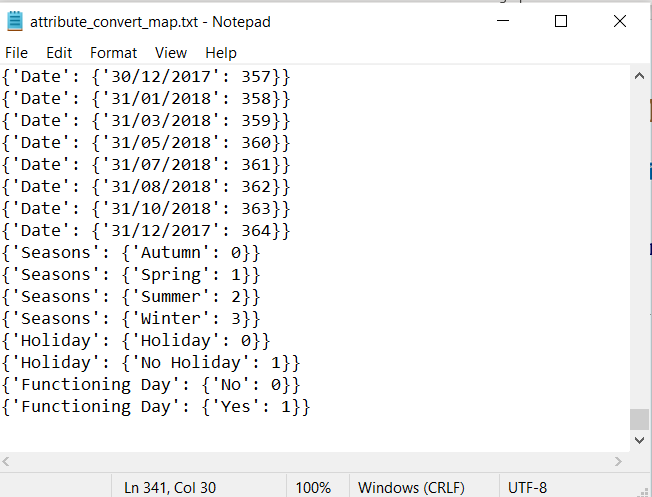 attribute_convert_map.txt - Notepad
File Edit Format View Help
{'Date': {'30/12/2017': 357}}
{'Date': {'31/01/2018': 358}}
{'Date': {'31/03/2018': 359}}
{'Date': {'31/05/2018': 360}}
{'Date': {'31/07/2018': 361}}
{'Date': {'31/08/2018': 362}}
{'Date': {'31/10/2018': 363}}
{'Date': {'31/12/2017': 364}}
{'Seasons': {'Autumn': 0}}
{'Seasons': {'Spring': 1}}
{'Seasons': {'Summer': 2}}
{'Seasons': {'Winter': 3}}
{'Holiday': {'Holiday': 0}}
{'Holiday': {'No Holiday': 1}}
{'Functioning Day': {'No': 0}}
{'Functioning Day': {'Yes': 1}}
Ln 341, Col 30 100% Windows (CRLF) UTF-8